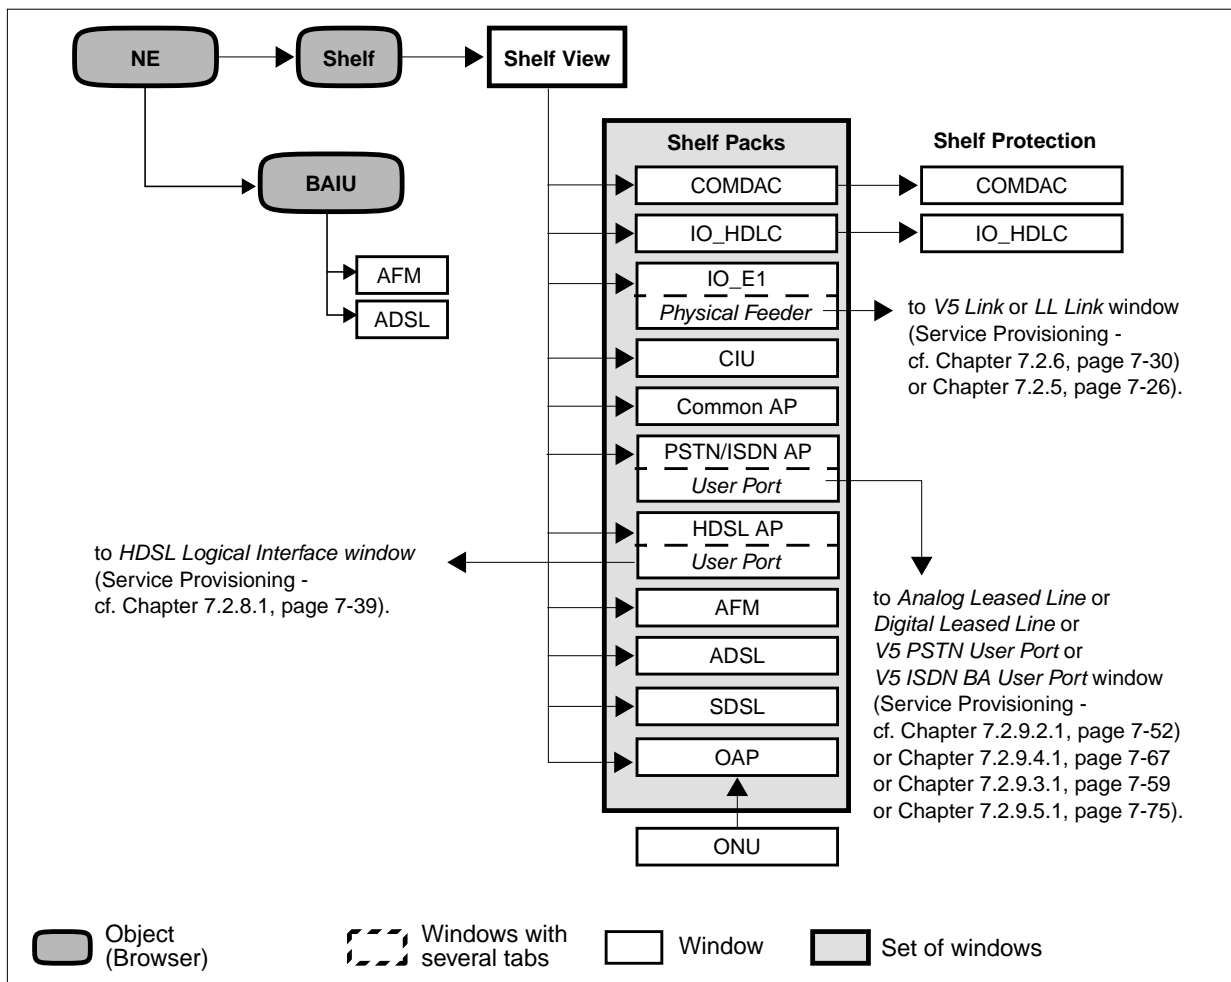 NE
Shelf
Shelf View
BAIU
AFM
ADSL
Shelf Packs
Shelf Protection
COMDAC
COMDAC
IO_HDLC
IO_HDLC
IO_E1
Physical Feeder
to V5 Link or LL Link window
(Service Provisioning -
cf. Chapter 7.2.6, page 7-30)
or Chapter 7.2.5, page 7-26).
CIU
Common AP
PSTN/ISDN AP
User Port
HDSL AP
User Port
to HDSL Logical Interface window
(Service Provisioning -
cf. Chapter 7.2.8.1, page 7-39).
AFM
ADSL
SDSL
OAP
ONU
to Analog Leased Line or
Digital Leased Line or
V5 PSTN User Port or
V5 ISDN BA User Port window
(Service Provisioning -
cf. Chapter 7.2.9.2.1, page 7-52)
or Chapter 7.2.9.4.1, page 7-67
or Chapter 7.2.9.3.1, page 7-59
or Chapter 7.2.9.5.1, page 7-75).
Object
(Browser)
Windows with
several tabs
Window
Set of windows